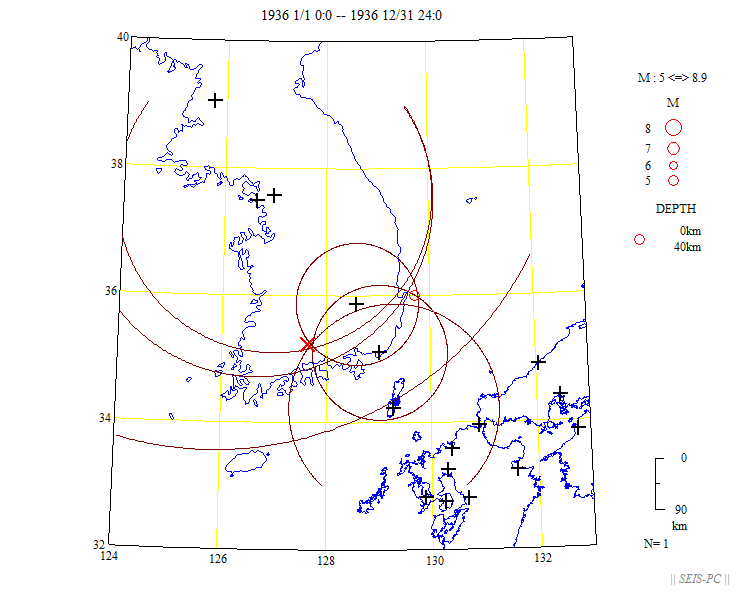 1936 1/1 0:0 -- 1936 12/31 24:0
40
38
36
34
32
124
126
128
130
132
M : 5 <=> 8.9
M
8
7
6
5
DEPTH
0km
40km
0
90
km
N= 1
|| SEIS-PC ||